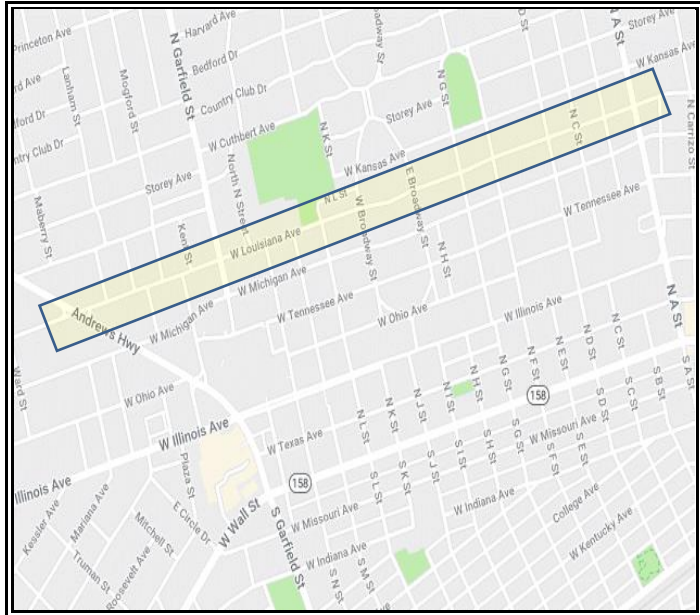 Harvard Ave
Princeton Ave
Bedford Dr
Storey Ave
N A St
W Kansas Ave
N Garfield St
Lanham St
Mogford St
Country Club Dr
N G St
W Cuthbert Ave
Storey Ave
N C St
N Carrizo St
N K St
W Kansas Ave
North N Street
Storey Ave
E Broadway St
N L St
W Broadway St
W Tennessee Ave
Maberry St
Kent St
W Louisiana Ave
N H St
W Michigan Ave
N A St
Andrews Hwy
W Michigan Ave
W Tennessee Ave
W Ohio Ave
W Illinois Ave
Ward St
N C St
N D St
N E St
N F St
N G St
N H St
N I St
N J St
N K St
N L St
S A St
S B St
S C St
S D St
W Ohio Ave
158
W Illinois Ave
W Texas Ave
W Missouri Ave
S E St
S F St
S G St
S H St
S I St
S J St
S K St
S L St
Plaza St
Illinois Ave
158
W Wall St
S Garfield St
W Missouri Ave
W Indiana Ave
College Ave
W Kentucky Ave
Kessler Ave
Mariana Ave
E Circle Dr
Mitchell St
Truman St
Roosevelt Ave
W Indiana Ave
S N St
S M St